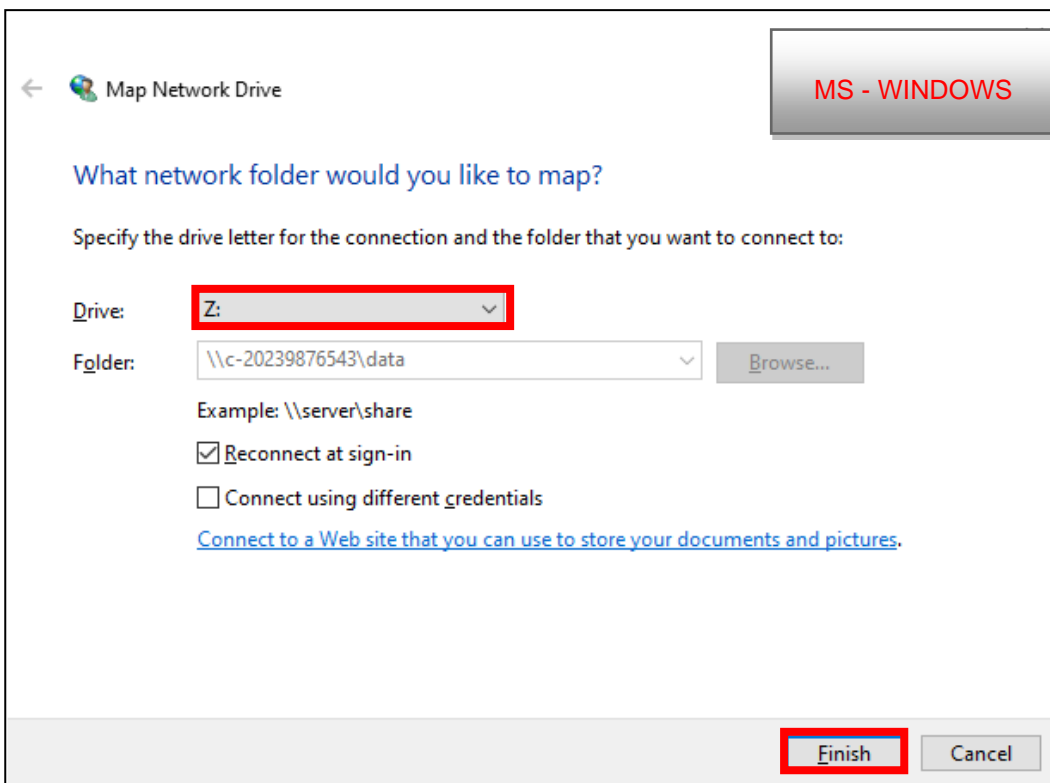 Map Network Drive
MS - WINDOWS
What network folder would you like to map?
Specify the drive letter for the connection and the folder that you want to connect to:
Drive: Z:
Folder: \\c-20239876543\data Browse...
Example: \\server\share
Reconnect at sign-in
Connect using different credentials
Connect to a Web site that you can use to store your documents and pictures.
Finish Cancel